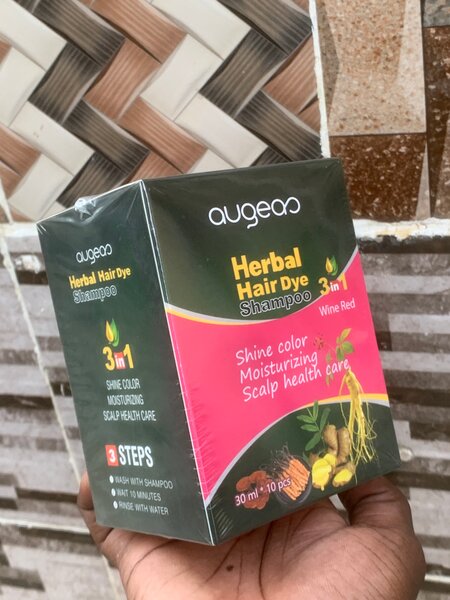 augeas
Herbal Hair Dye
Shampoo
3 in 1
SHINE COLOR
MOISTURIZING
SCALP HEALTH CARE
3 STEPS
WASH WITH SHAMPOO
WAIT 10 MINUTES
RINSE WITH WATER
augeas
Herbal
Hair Dye
Shampoo
3 in 1
Wine Red
Shine color
Moisturizing
Scalp health care
30 ml * 10 pcs